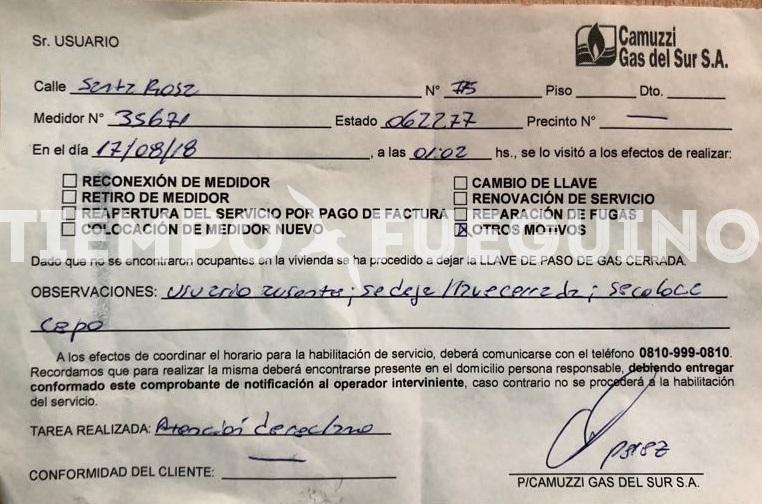 Sr. USUARIO
Camuzzi
Gas del Sur S.A.
Calle Santa Rosa N° 775 Piso Dto.
Medidor N° 35671 Estado 062277 Precinto N° —
En el día 17/08/18, a las 01:02 hs., se lo visitó a los efectos de realizar:
RECONEXIÓN DE MEDIDOR
RETIRO DE MEDIDOR
REAPERTURA DEL SERVICIO POR PAGO DE FACTURA
COLOCACIÓN DE MEDIDOR NUEVO
CAMBIO DE LLAVE
RENOVACIÓN DE SERVICIO
REPARACIÓN DE FUGAS
OTROS MOTIVOS
TIEMPO FUEGUINO
Dado que no se encontraron ocupantes en la vivienda se ha procedido a dejar la LLAVE DE PASO DE GAS CERRADA.
OBSERVACIONES: Usuario ausente; se deja llave cerrada; se coloca
cepo
A los efectos de coordinar el horario para la habilitación de servicio, deberá comunicarse con el teléfono 0810-999-0810.
Recordamos que para realizar la misma deberá encontrarse presente en el domicilio persona responsable, debiendo entregar
conformado este comprobante de notificación al operador interviniente, caso contrario no se procederá a la habilitación
del servicio.
TAREA REALIZADA: Atención de reclamo
CONFORMIDAD DEL CLIENTE: —
Perez
P/CAMUZZI GAS DEL SUR S.A.